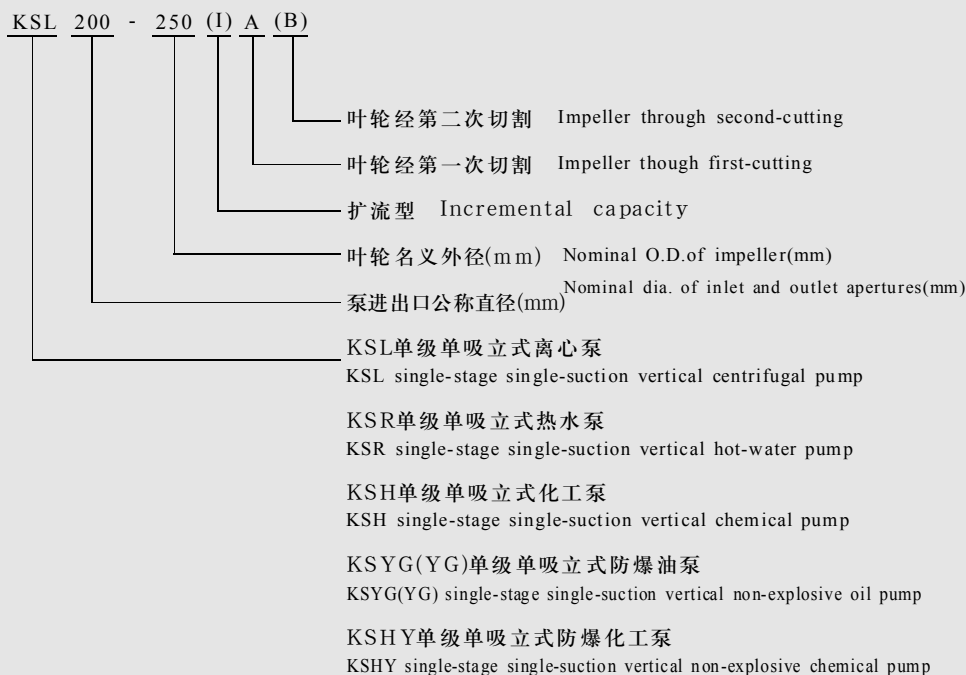 KSL 200 - 250 (I) A (B)
叶轮经第二次切割 Impeller through second-cutting
叶轮经第一次切割 Impeller though first-cutting
扩流型 Incremental capacity
叶轮名义外径(mm) Nominal O.D.of impeller(mm)
泵进出口公称直径(mm) Nominal dia. of inlet and outlet apertures(mm)
KSL单级单吸立式离心泵
KSL single-stage single-suction vertical centrifugal pump
KSR单级单吸立式热水泵
KSR single-stage single-suction vertical hot-water pump
KSH单级单吸立式化工泵
KSH single-stage single-suction vertical chemical pump
KSYG(YG)单级单吸立式防爆油泵
KSYG(YG) single-stage single-suction vertical non-explosive oil pump
KSHY单级单吸立式防爆化工泵
KSHY single-stage single-suction vertical non-explosive chemical pump